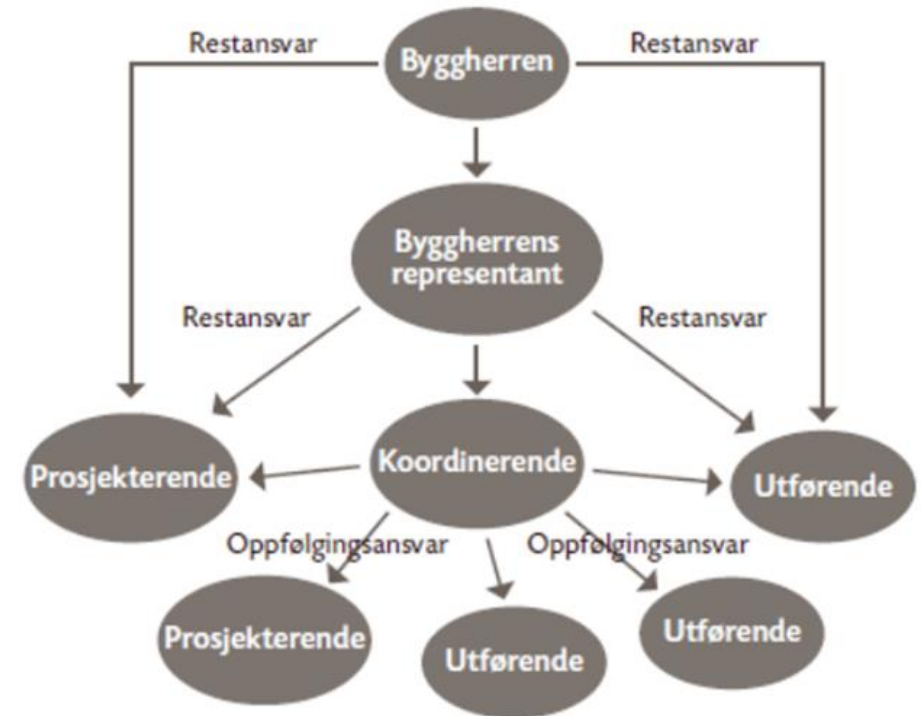 Restansvar
Byggherren
Restansvar
Byggherrens
representant
Restansvar
Restansvar
Prosjekterende
Koordinerende
Utførende
Oppfølgingsansvar
Oppfølgingsansvar
Prosjekterende
Utførende
Utførende